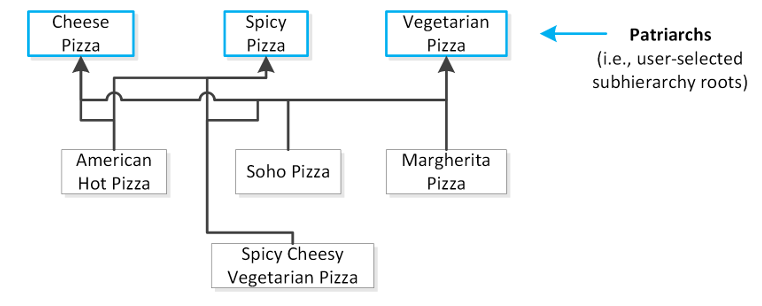 Cheese
Pizza
Spicy
Pizza
Vegetarian
Pizza
Patriarchs
(i.e., user-selected
subhierarchy roots)
American
Hot Pizza
Soho Pizza
Margherita
Pizza
Spicy Cheesy
Vegetarian Pizza